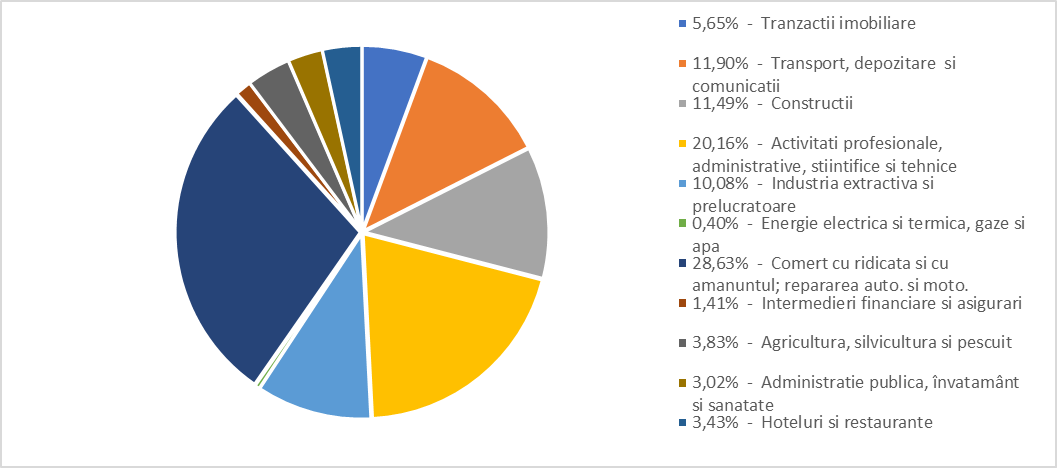 5,65% - Tranzactii imobiliare
11,90% - Transport, depozitare si
comunicatii
11,49% - Constructii
20,16% - Activitati profesionale,
administrative, stiintifice si tehnice
10,08% - Industria extractiva si
prelucratoare
0,40% - Energie electrica si termica, gaze si
apa
28,63% - Comert cu ridicata si cu
amanuntul; repararea auto. si moto.
1,41% - Intermedieri financiare si asigurari
3,83% - Agricultura, silvicultura si pescuit
3,02% - Administratie publica, învatamânt
si sanatate
3,43% - Hoteluri si restaurante